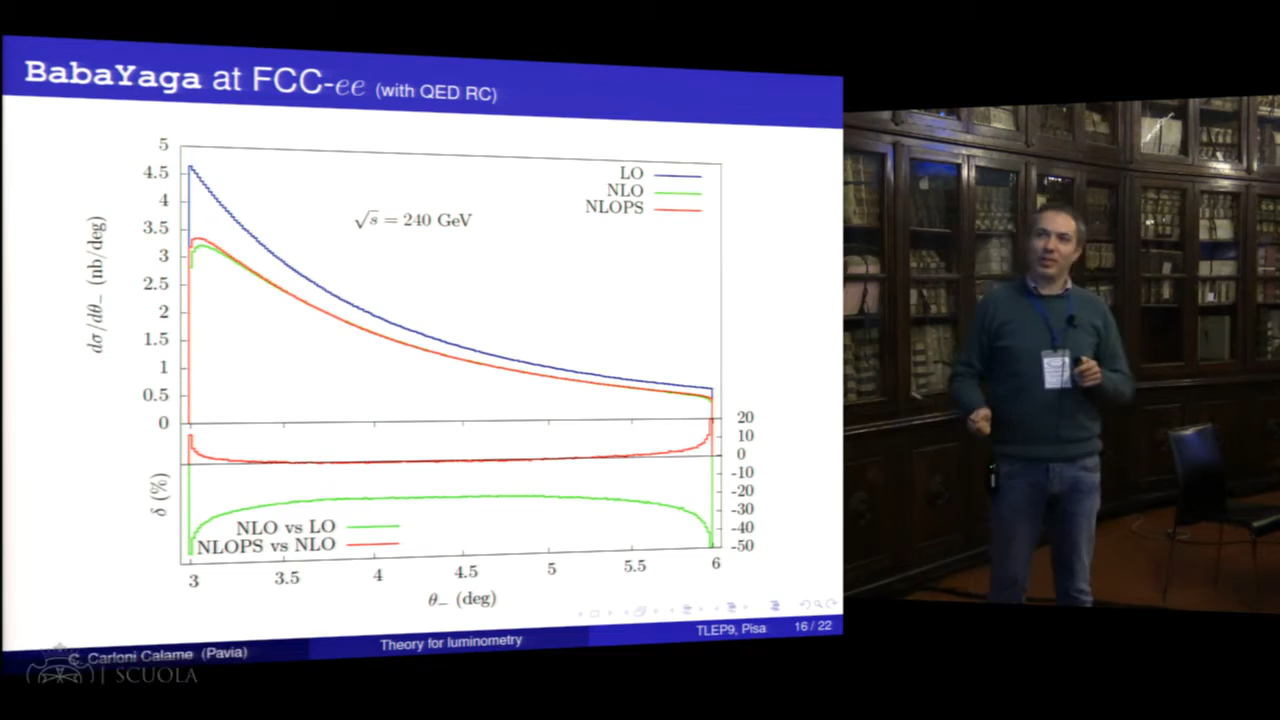 BabaYaga at FCC-ee (with QED RC)
5
4.5
4
3.5
3
2.5
2
1.5
1
0.5
0
dσ/dθ₋ (nb/deg)
√s = 240 GeV
LO
NLO
NLOPS
20
10
0
-10
-20
-30
-40
-50
δ (%)
NLO vs LO
NLOPS vs NLO
3 3.5 4 4.5 5 5.5 6
θ₋ (deg)
C. Carloni Calame (Pavia) Theory for luminometry TLEP9, Pisa 16 / 22
SCUOLA